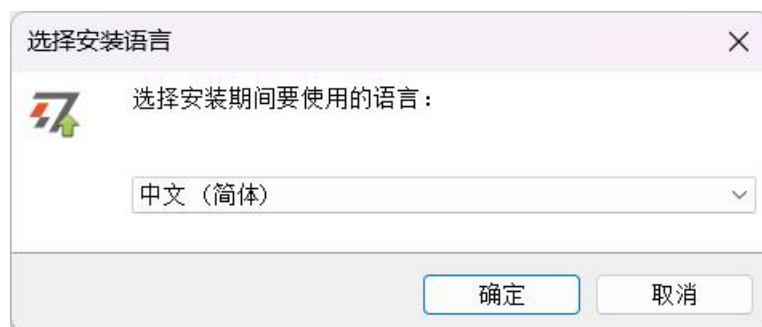 选择安装语言
选择安装期间要使用的语言：
中文 (简体)
确定
取消